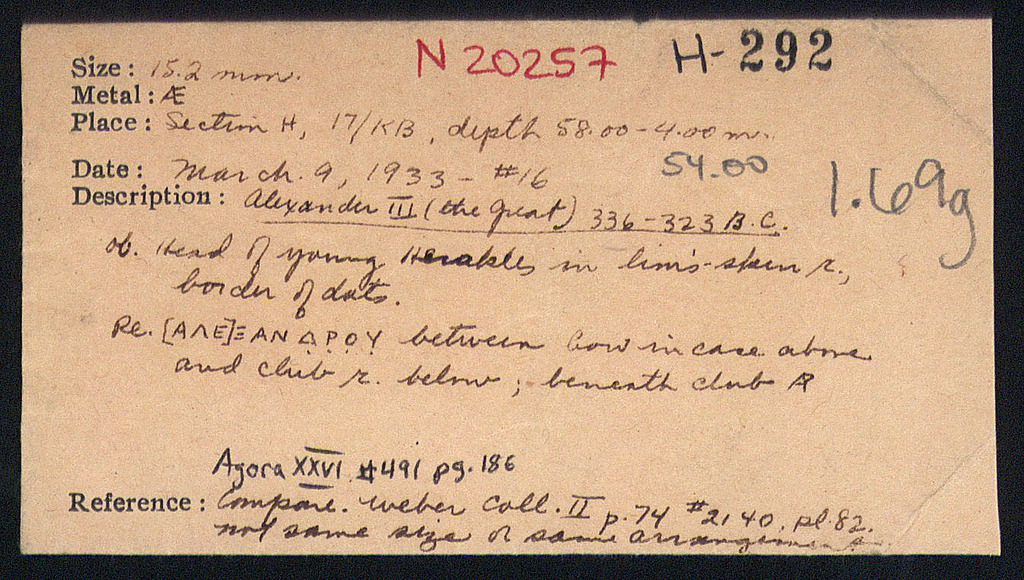 N 20257 H-292
Size: 15.2 mm.
Metal: Æ
Place: Section H, 17/KB, depth 58.00-4.00 m.
54.00
Date: March. 9, 1933 - #16
1.69g
Description: Alexander III (the Great) 336-323 B.C.
ob. Head of young Herakles in lion's-skin r.,
border of dots.
Re. [ΑΛΕ]ΞΑΝΔΡΟΥ between bow in case above
and club r. below; beneath club
Agora XXVI #491 pg. 186
Reference: Compare. Weber Coll. II p. 74 #2140, pl. 82.
not same size or same arrangement.